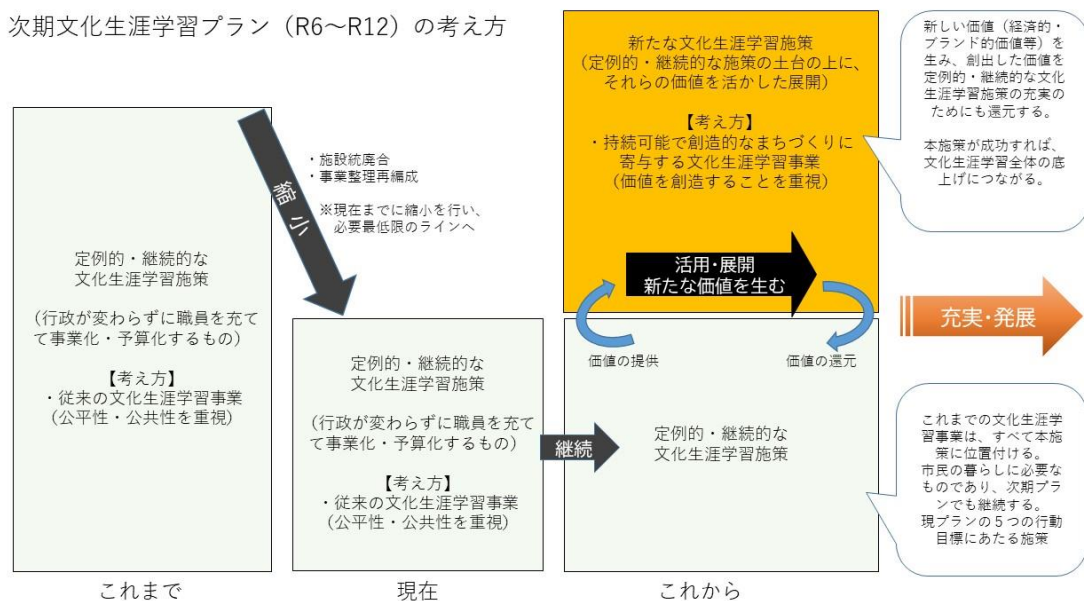 次期文化生涯学習プラン（R6～R12）の考え方
定例的・継続的な
文化生涯学習施策
（行政が変わらずに職員を充て
て事業化・予算化するもの）
【考え方】
・従来の文化生涯学習事業
（公平性・公共性を重視）
これまで
縮小
・施設統廃合
・事業整理再編成
※現在までに縮小を行い、
必要最低限のラインへ
定例的・継続的な
文化生涯学習施策
（行政が変わらずに職員を充て
て事業化・予算化するもの）
【考え方】
・従来の文化生涯学習事業
（公平性・公共性を重視）
現在
継続
新たな文化生涯学習施策
（定例的・継続的な施策の土台の上に、
それらの価値を活かした展開）
【考え方】
・持続可能で創造的なまちづくりに
寄与する文化生涯学習事業
（価値を創造することを重視）
活用・展開
新たな価値を生む
価値の提供
価値の還元
定例的・継続的な
文化生涯学習施策
これから
新しい価値（経済的・
ブランド的価値等）を
生み、創出した価値を
定例的・継続的な文化
生涯学習施策の充実の
ためにも還元する。
本施策が成功すれば、
文化生涯学習全体の底
上げにつながる。
充実・発展
これまでの文化生涯学
習事業は、すべて本施
策に位置付ける。
市民の暮らしに必要な
ものであり、次期プラ
ンでも継続する。
現プランの５つの行動
目標にあたる施策